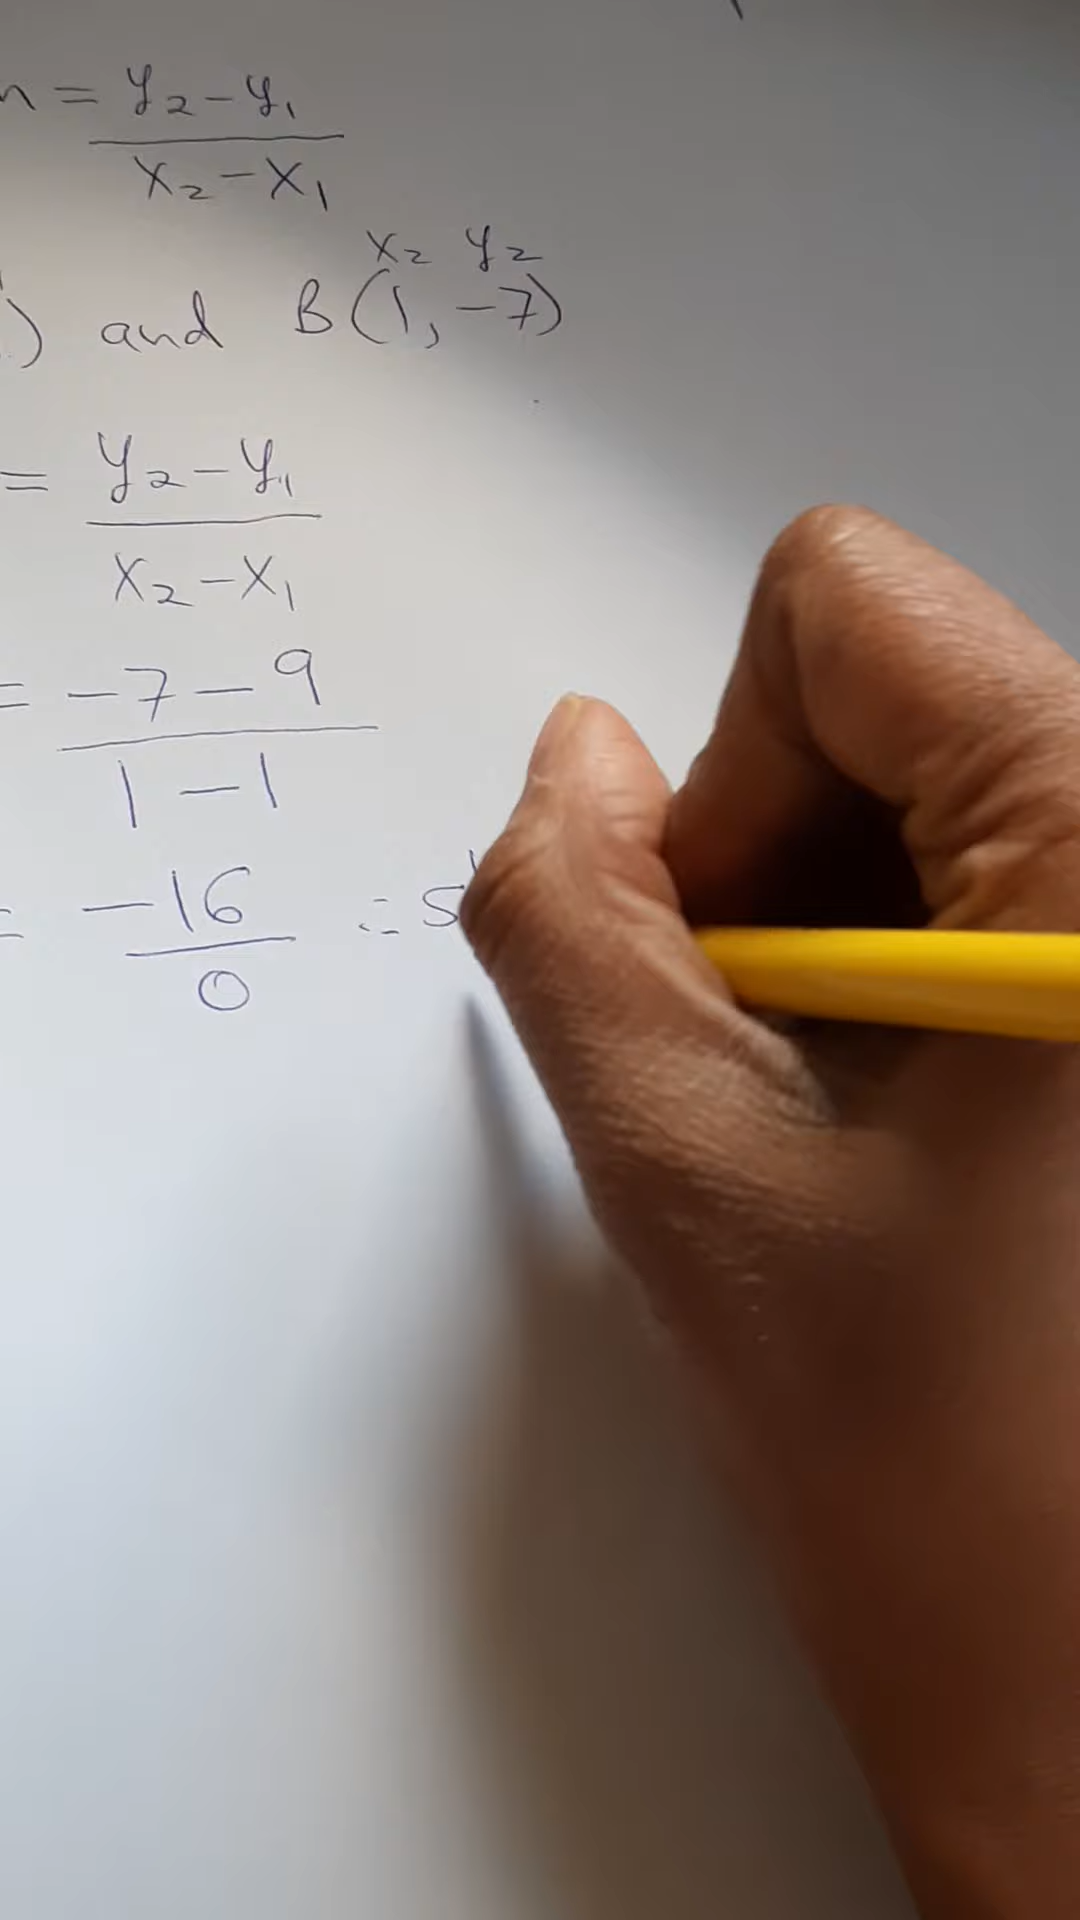 = y₂ - y₁
x₂ - x₁
x₂ y₂
) and B(1, -7)
= y₂ - y₁
x₂ - x₁
= -7 - 9
1 - 1
= -16 = s
0